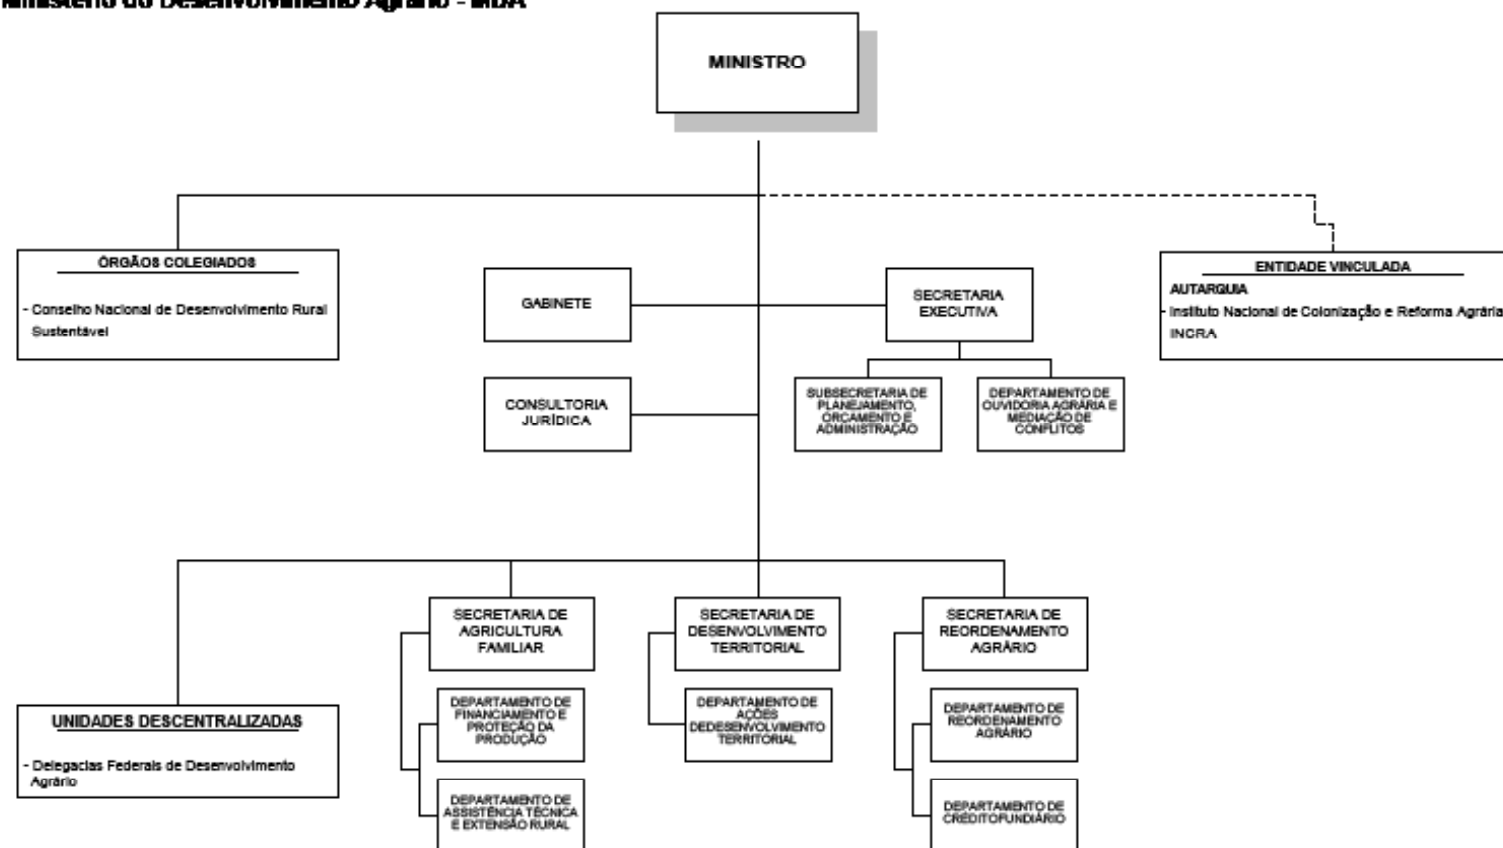 Ministério do Desenvolvimento Agrário - MDA
MINISTRO
ÓRGÃOS COLEGIADOS
- Conselho Nacional de Desenvolvimento Rural
Sustentável
GABINETE
SECRETARIA
EXECUTIVA
ENTIDADE VINCULADA
AUTARQUIA
- Instituto Nacional de Colonização e Reforma Agrária
INCRA
CONSULTORIA
JURÍDICA
SUBSECRETARIA DE
PLANEJAMENTO,
ORÇAMENTO E
ADMINISTRAÇÃO
DEPARTAMENTO DE
OUVIDORIA AGRÁRIA E
MEDIAÇÃO DE
CONFLITOS
SECRETARIA DE
AGRICULTURA
FAMILIAR
SECRETARIA DE
DESENVOLVIMENTO
TERRITORIAL
SECRETARIA DE
REORDENAMENTO
AGRÁRIO
UNIDADES DESCENTRALIZADAS
- Delegacias Federais de Desenvolvimento
Agrário
DEPARTAMENTO DE
FINANCIAMENTO E
PROTEÇÃO DA
PRODUÇÃO
DEPARTAMENTO DE
AÇÕES
DEDESENVOLVIMENTO
TERRITORIAL
DEPARTAMENTO DE
REORDENAMENTO
AGRÁRIO
DEPARTAMENTO DE
ASSISTÊNCIA TÉCNICA
E EXTENSÃO RURAL
DEPARTAMENTO DE
CRÉDITOFUNDIÁRIO